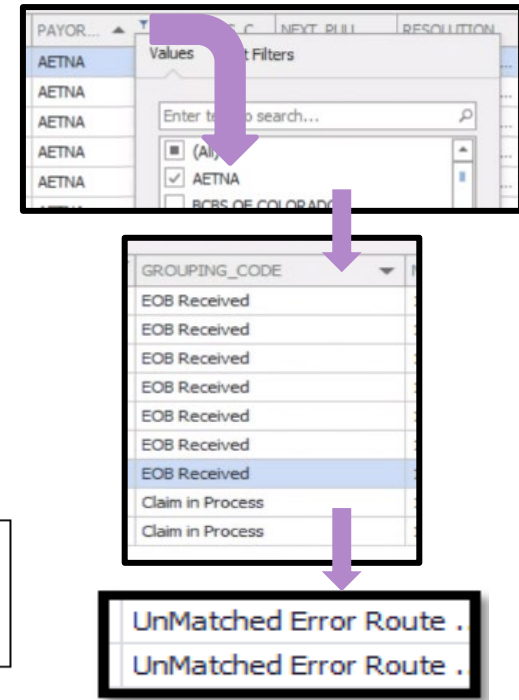 PAYOR... NEXT_PULL RESOLUTION
AETNA Values Filters
AETNA
AETNA Enter search...
AETNA (All)
AETNA AETNA
BCBS OF COLORADO
GROUPING_CODE
EOB Received
EOB Received
EOB Received
EOB Received
EOB Received
EOB Received
EOB Received
Claim in Process
Claim in Process
UnMatched Error Route .
UnMatched Error Route .